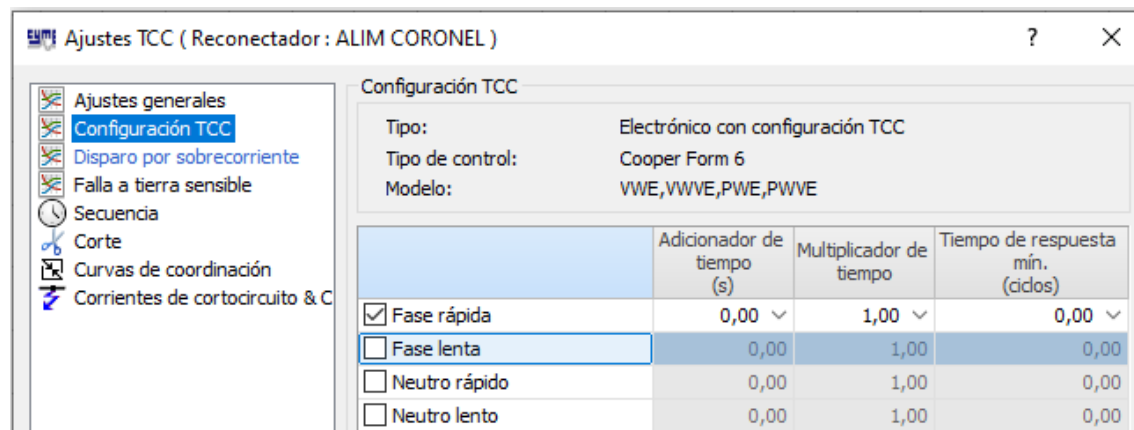 Ajustes TCC ( Reconectador : ALIM CORONEL )
?
Ajustes generales
Configuración TCC
Disparo por sobrecorriente
Falla a tierra sensible
Secuencia
Corte
Curvas de coordinación
Corrientes de cortocircuito & C
Configuración TCC
Tipo: Electrónico con configuración TCC
Tipo de control: Cooper Form 6
Modelo: VWE,VWVE,PWE,PWVE
Adicionador de tiempo (s) Multiplicador de tiempo Tiempo de respuesta mín. (ciclos)
Fase rápida 0,00 1,00 0,00
Fase lenta 0,00 1,00 0,00
Neutro rápido 0,00 1,00 0,00
Neutro lento 0,00 1,00 0,00